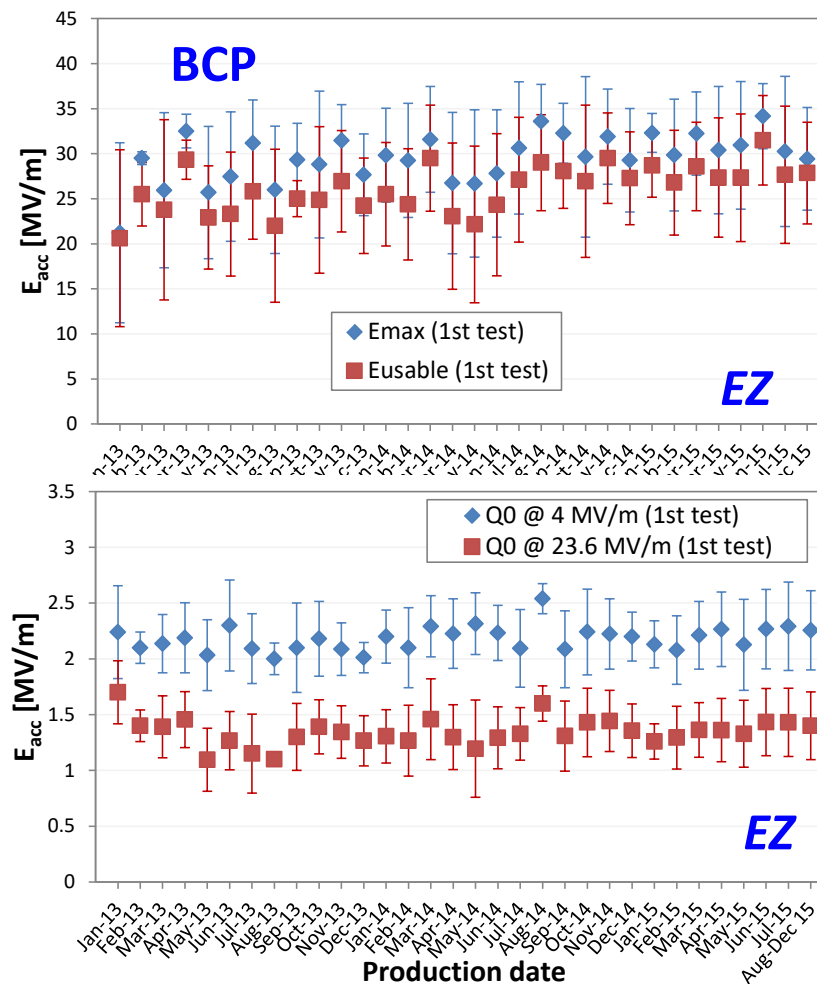 BCP
45
40
35
30
25
20
15
10
5
0
E_acc [MV/m]
Emax (1st test)
Eusable (1st test)
EZ
3.5
3
2.5
2
1.5
1
0.5
0
E_acc [MV/m]
Q0 @ 4 MV/m (1st test)
Q0 @ 23.6 MV/m (1st test)
EZ
Jan-13
Feb-13
Mar-13
Apr-13
May-13
Jun-13
Jul-13
Aug-13
Sep-13
Oct-13
Nov-13
Dec-13
Jan-14
Feb-14
Mar-14
Apr-14
May-14
Jun-14
Jul-14
Aug-14
Sep-14
Oct-14
Nov-14
Dec-14
Jan-15
Feb-15
Mar-15
Apr-15
May-15
Jun-15
Jul-15
Aug-Dec 15
Production date